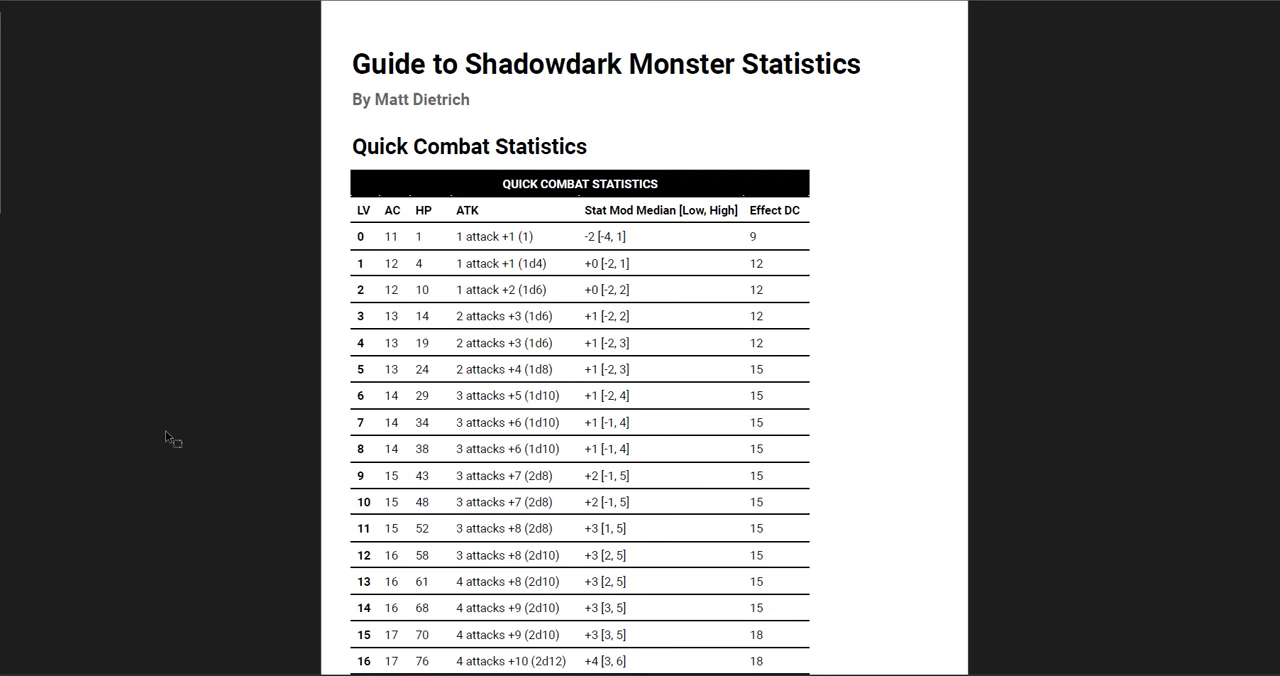 Guide to Shadowdark Monster Statistics
By Matt Dietrich
Quick Combat Statistics
QUICK COMBAT STATISTICS
LV AC HP ATK Stat Mod Median [Low, High] Effect DC
0 11 1 1 attack +1 (1) -2 [-4, 1] 9
1 12 4 1 attack +1 (1d4) +0 [-2, 1] 12
2 12 10 1 attack +2 (1d6) +0 [-2, 2] 12
3 13 14 2 attacks +3 (1d6) +1 [-2, 2] 12
4 13 19 2 attacks +3 (1d6) +1 [-2, 3] 12
5 13 24 2 attacks +4 (1d8) +1 [-2, 3] 15
6 14 29 3 attacks +5 (1d10) +1 [-2, 4] 15
7 14 34 3 attacks +6 (1d10) +1 [-1, 4] 15
8 14 38 3 attacks +6 (1d10) +1 [-1, 4] 15
9 15 43 3 attacks +7 (2d8) +2 [-1, 5] 15
10 15 48 3 attacks +7 (2d8) +2 [-1, 5] 15
11 15 52 3 attacks +8 (2d8) +3 [1, 5] 15
12 16 58 3 attacks +8 (2d10) +3 [2, 5] 15
13 16 61 4 attacks +8 (2d10) +3 [2, 5] 15
14 16 68 4 attacks +9 (2d10) +3 [3, 5] 15
15 17 70 4 attacks +9 (2d10) +3 [3, 5] 18
16 17 76 4 attacks +10 (2d12) +4 [3, 6] 18